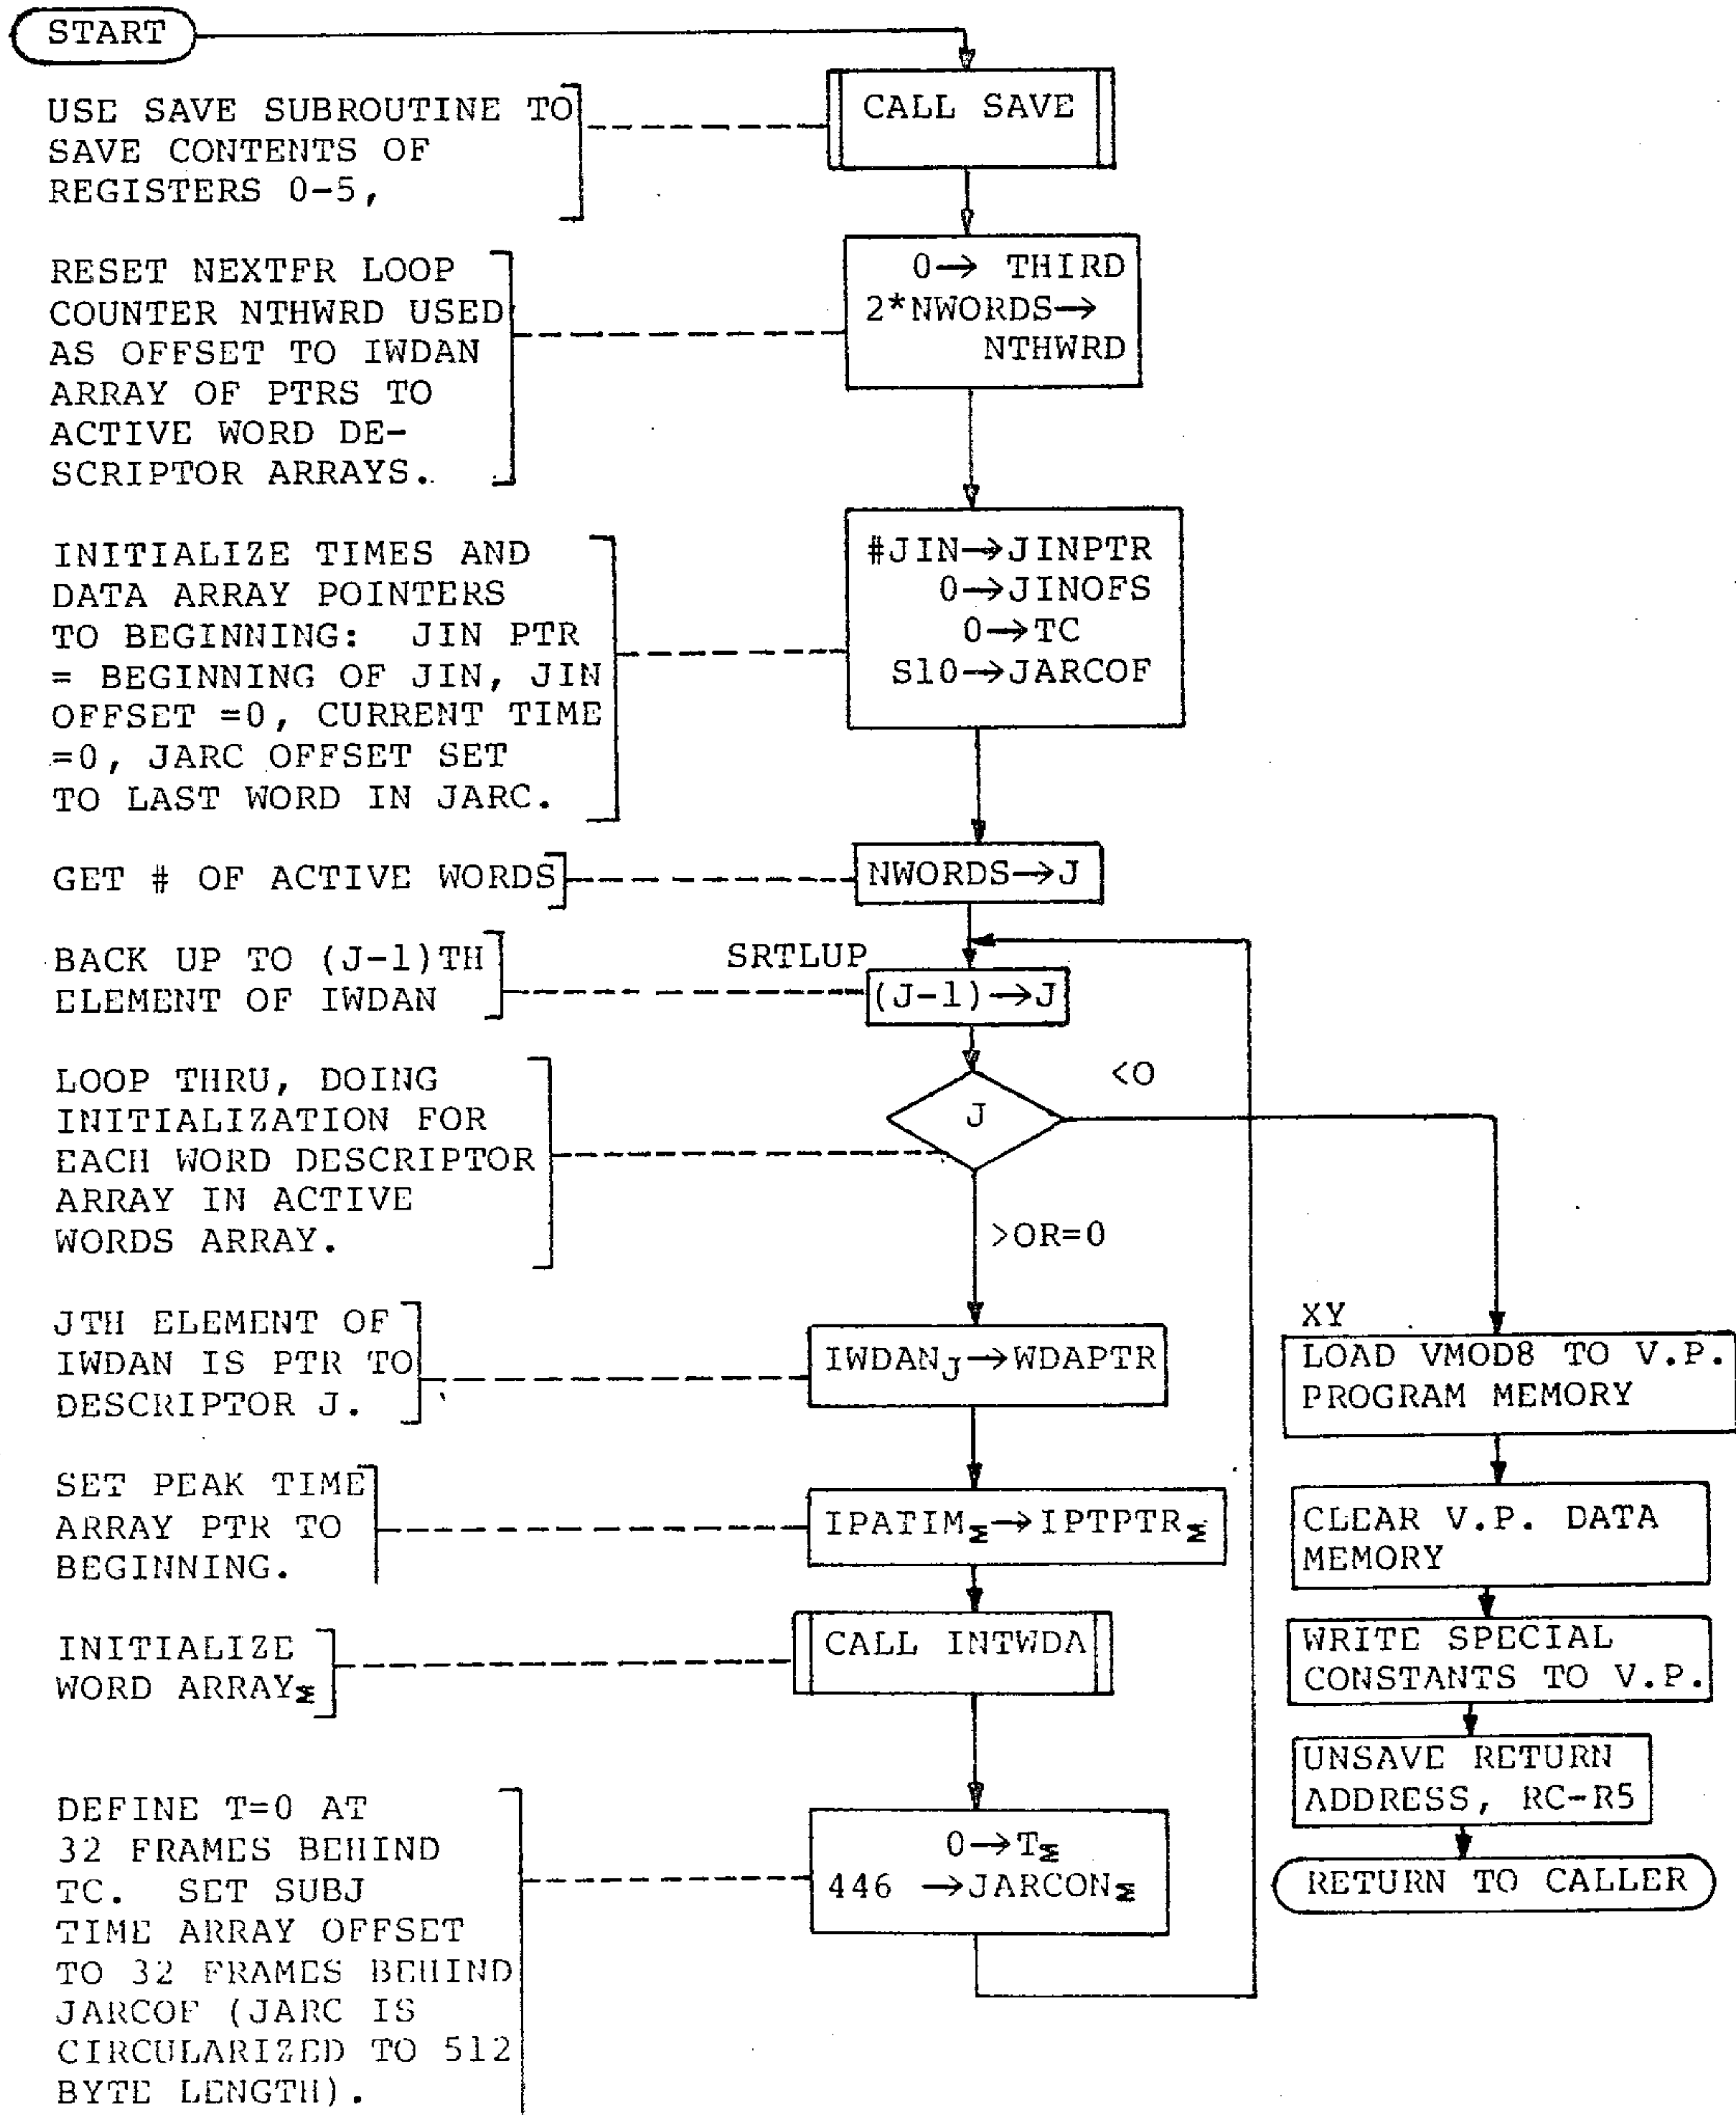 START
CALL SAVE
USE SAVE SUBROUTINE TO
SAVE CONTENTS OF
REGISTERS 0-5,
RESET NEXTFR LOOP
COUNTER NTHWRD USED
AS OFFSET TO IWDAN
ARRAY OF PTRS TO
ACTIVE WORD DE-
SCRIPTOR ARRAYS.
0→ THIRD
2*NWORDS→
NTHWRD
INITIALIZE TIMES AND
DATA ARRAY POINTERS
TO BEGINNING: JIN PTR
= BEGINNING OF JIN, JIN
OFFSET =0, CURRENT TIME
=0, JARC OFFSET SET
TO LAST WORD IN JARC.
#JIN→JINPTR
0→JINOFS
0→TC
S10→JARCOF
GET # OF ACTIVE WORDS
NWORDS→J
BACK UP TO (J-1)TH
ELEMENT OF IWDAN
SRTLUP
(J-1)→J
LOOP THRU, DOING
INITIALIZATION FOR
EACH WORD DESCRIPTOR
ARRAY IN ACTIVE
WORDS ARRAY.
J
<0
>OR=0
JTH ELEMENT OF
IWDAN IS PTR TO
DESCRIPTOR J.
IWDANJ→WDAPTR
SET PEAK TIME
ARRAY PTR TO
BEGINNING.
IPATIMΣ→IPTPTRΣ
INITIALIZE
WORD ARRAYΣ
CALL INTWDA
DEFINE T=0 AT
32 FRAMES BEHIND
TC. SET SUBJ
TIME ARRAY OFFSET
TO 32 FRAMES BEHIND
JARCOF (JARC IS
CIRCULARIZED TO 512
BYTE LENGTH).
0→TΣ
446 →JARCONΣ
XY
LOAD VMOD8 TO V.P.
PROGRAM MEMORY
CLEAR V.P. DATA
MEMORY
WRITE SPECIAL
CONSTANTS TO V.P.
UNSAVE RETURN
ADDRESS, RC-R5
RETURN TO CALLER